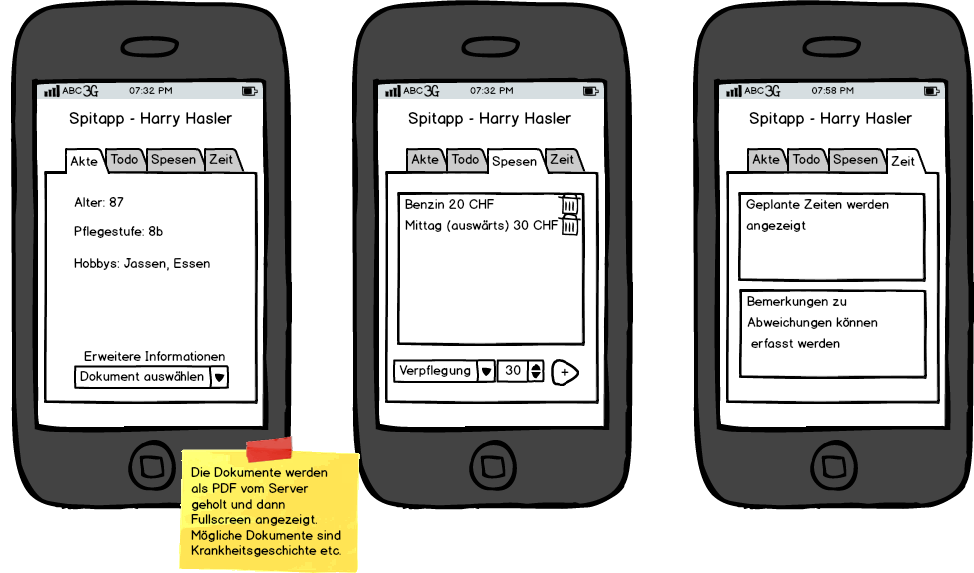 ABC 3G 07:32 PM
Spitapp - Harry Hasler
Akte Todo Spesen Zeit
Alter: 87
Pflegestufe: 8b
Hobbys: Jassen, Essen
Erweitere Informationen
Dokument auswählen
Die Dokumente werden
als PDF vom Server
geholt und dann
Fullscreen angezeigt.
Mögliche Dokumente sind
Krankheitsgeschichte etc.
ABC 3G 07:32 PM
Spitapp - Harry Hasler
Akte Todo Spesen Zeit
Benzin 20 CHF
Mittag (auswärts) 30 CHF
Verpflegung 30 +
ABC 3G 07:58 PM
Spitapp - Harry Hasler
Akte Todo Spesen Zeit
Geplante Zeiten werden
angezeigt
Bemerkungen zu
Abweichungen können
erfasst werden